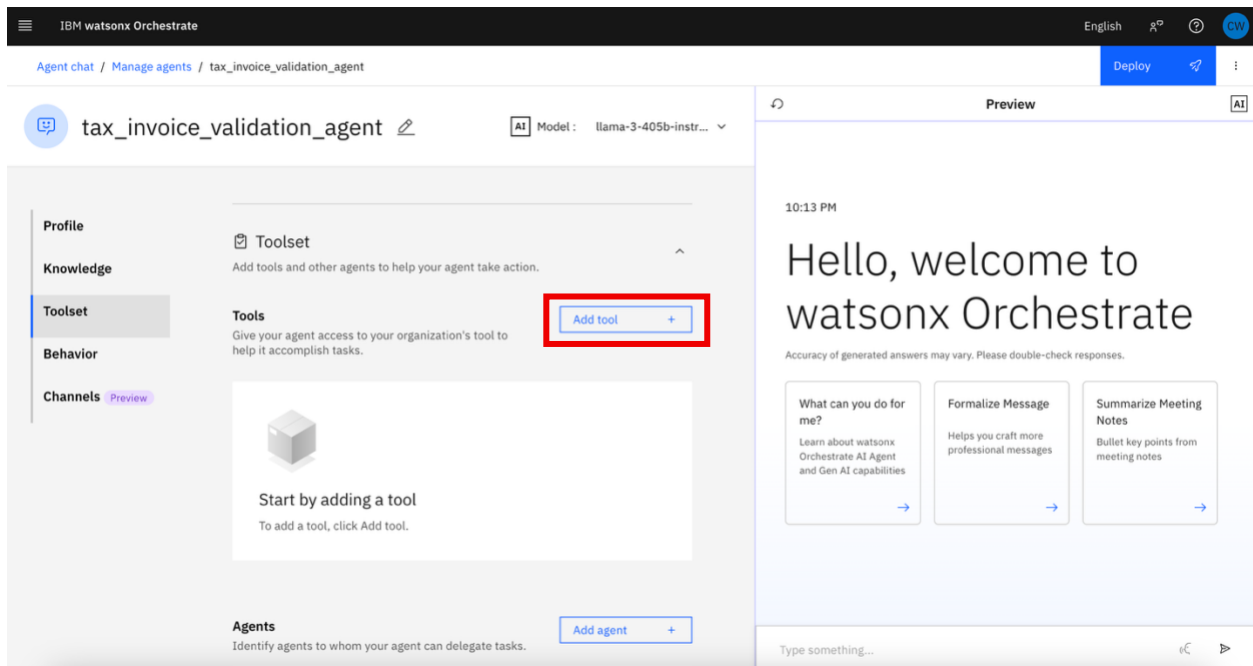 IBM watsonx Orchestrate
English
CW
Agent chat / Manage agents / tax_invoice_validation_agent
Deploy
tax_invoice_validation_agent
AI Model : llama-3-405b-instr...
Preview
AI
Profile
Knowledge
Toolset
Behavior
Channels Preview
Toolset
Add tools and other agents to help your agent take action.
Tools
Give your agent access to your organization's tool to
help it accomplish tasks.
Add tool +
Start by adding a tool
To add a tool, click Add tool.
Agents
Identify agents to whom your agent can delegate tasks.
Add agent +
10:13 PM
Hello, welcome to
watsonx Orchestrate
Accuracy of generated answers may vary. Please double-check responses.
What can you do for
me?
Learn about watsonx
Orchestrate AI Agent
and Gen AI capabilities
Formalize Message
Helps you craft more
professional messages
Summarize Meeting
Notes
Bullet key points from
meeting notes
Type something...